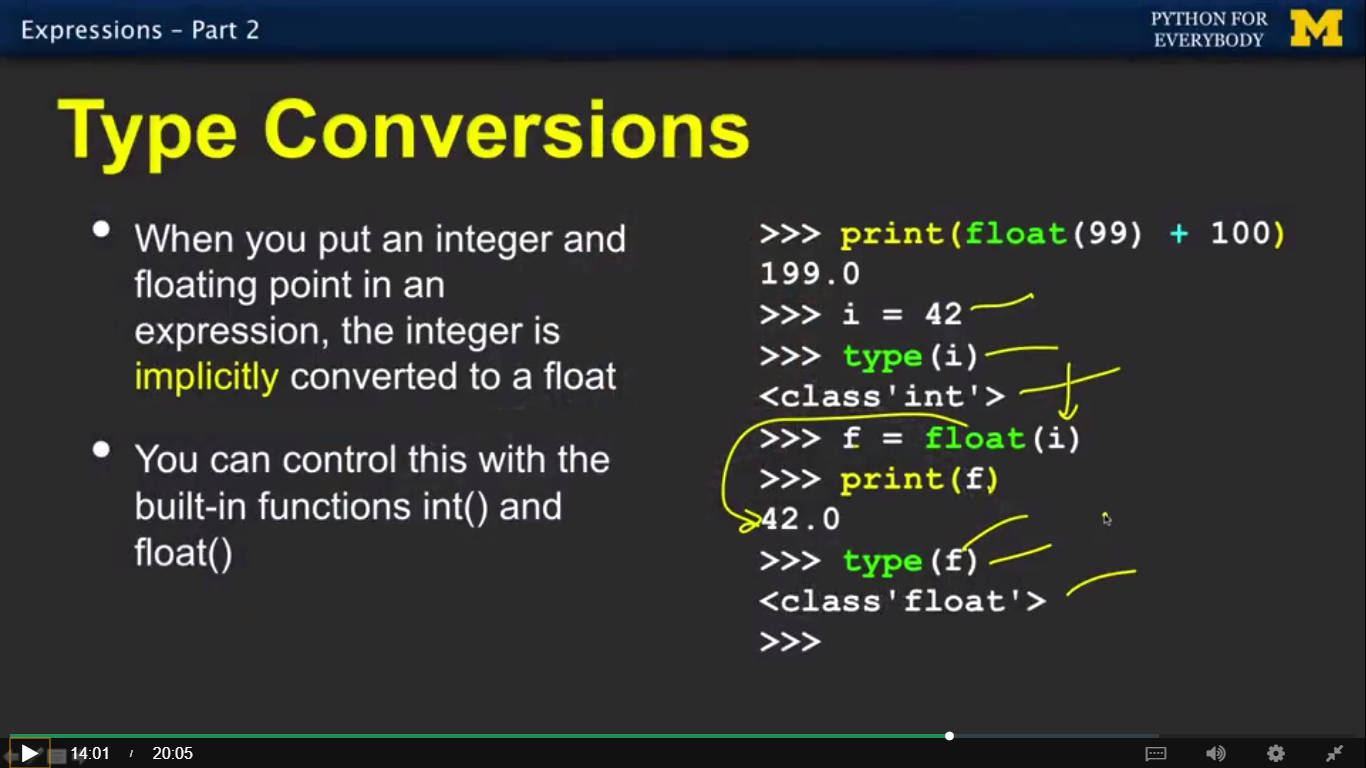 Expressions – Part 2
PYTHON FOR
EVERYBODY
M
Type Conversions
• When you put an integer and
floating point in an
expression, the integer is
implicitly converted to a float
• You can control this with the
built-in functions int() and
float()
>>> print(float(99) + 100)
199.0
>>> i = 42
>>> type(i)
<class'int'>
>>> f = float(i)
>>> print(f)
42.0
>>> type(f)
<class'float'>
>>>
14:01 / 20:05